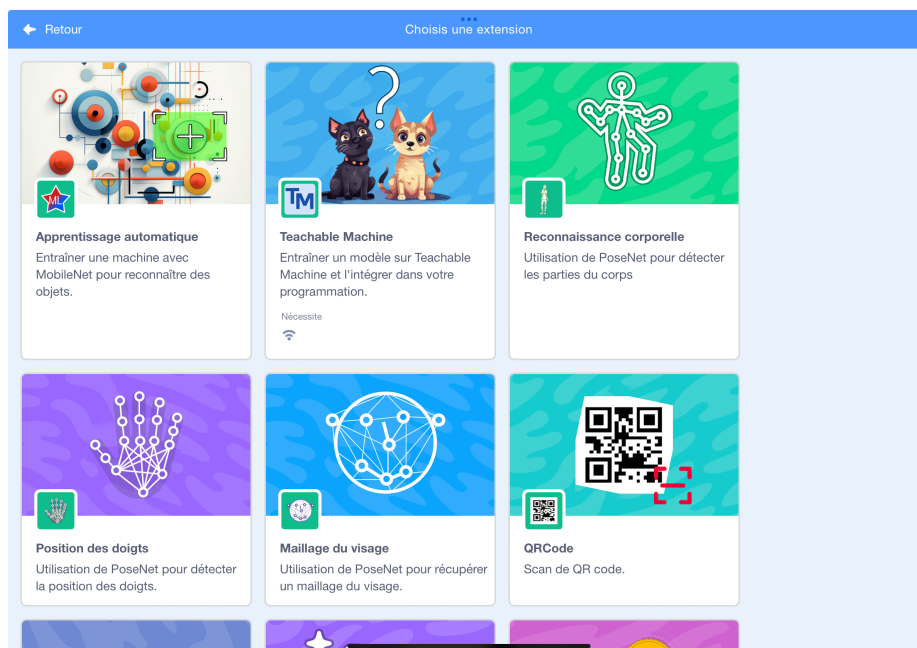 Retour
Choisis une extension
ML
Apprentissage automatique
Entraîner une machine avec
MobileNet pour reconnaître des
objets.
?
TM
Teachable Machine
Entraîner un modèle sur Teachable
Machine et l'intégrer dans votre
programmation.
Nécessite
Reconnaissance corporelle
Utilisation de PoseNet pour détecter
les parties du corps
Position des doigts
Utilisation de PoseNet pour détecter
la position des doigts.
Maillage du visage
Utilisation de PoseNet pour récupérer
un maillage du visage.
QRCode
Scan de QR code.